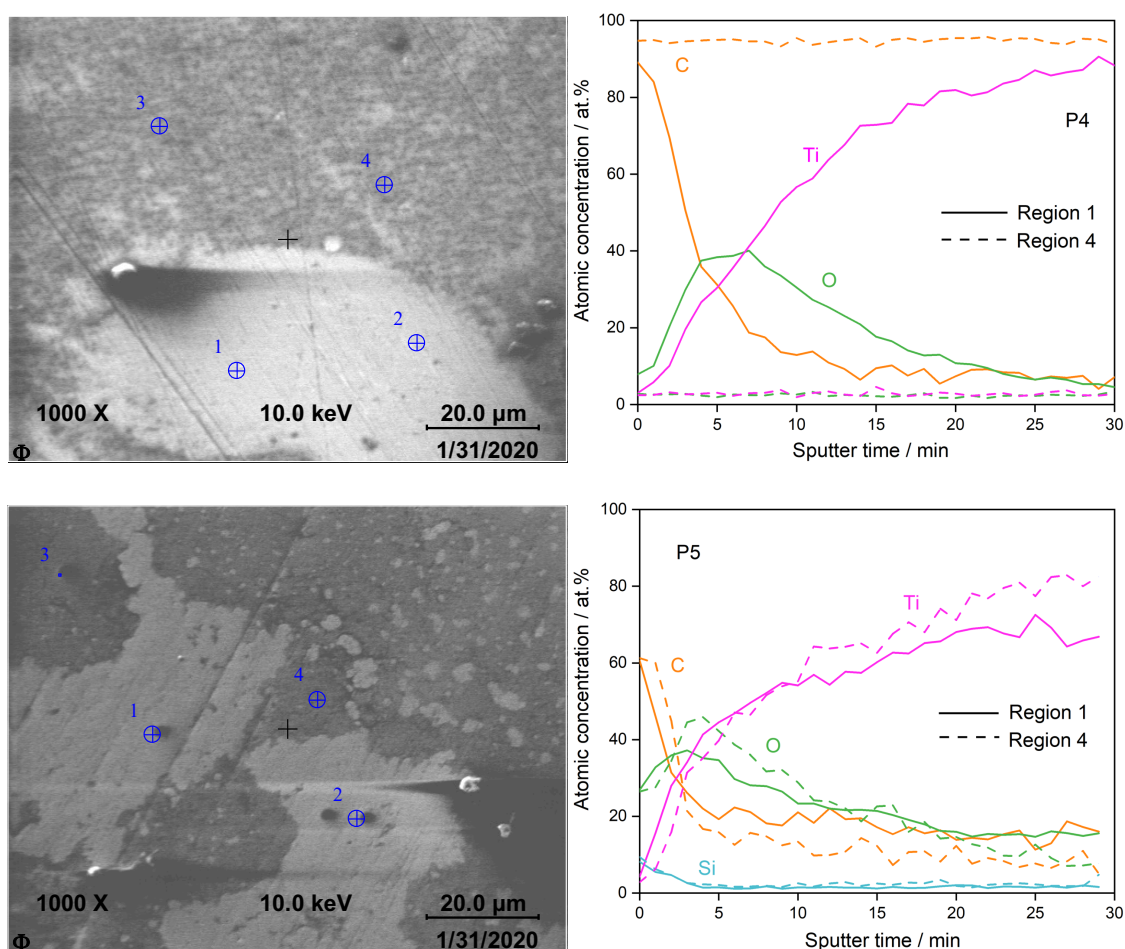 3
4
2
1
1000 X 10.0 keV 20.0 µm
Φ 1/31/2020
100
80
60
40
20
0
Atomic concentration / at.%
C
Ti
O
P4
Region 1
Region 4
0 5 10 15 20 25 30
Sputter time / min
3
4
1
2
1000 X 10.0 keV 20.0 µm
Φ 1/31/2020
100
80
60
40
20
0
Atomic concentration / at.%
P5
Ti
C
O
Si
Region 1
Region 4
0 5 10 15 20 25 30
Sputter time / min